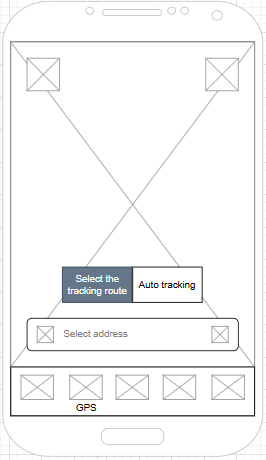 Select the
tracking route
Auto tracking
Select address
GPS